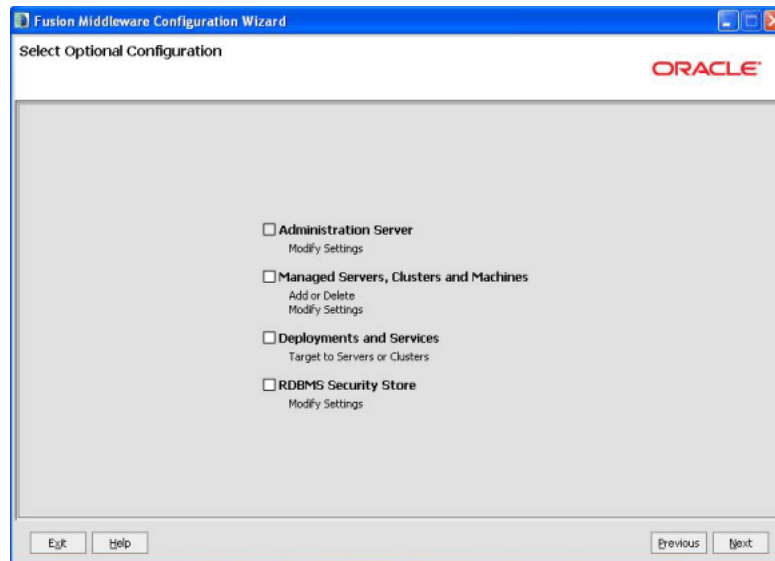 Fusion Middleware Configuration Wizard
Select Optional Configuration
ORACLE
Administration Server
Modify Settings
Managed Servers, Clusters and Machines
Add or Delete
Modify Settings
Deployments and Services
Target to Servers or Clusters
RDBMS Security Store
Modify Settings
Exit Help Previous Next